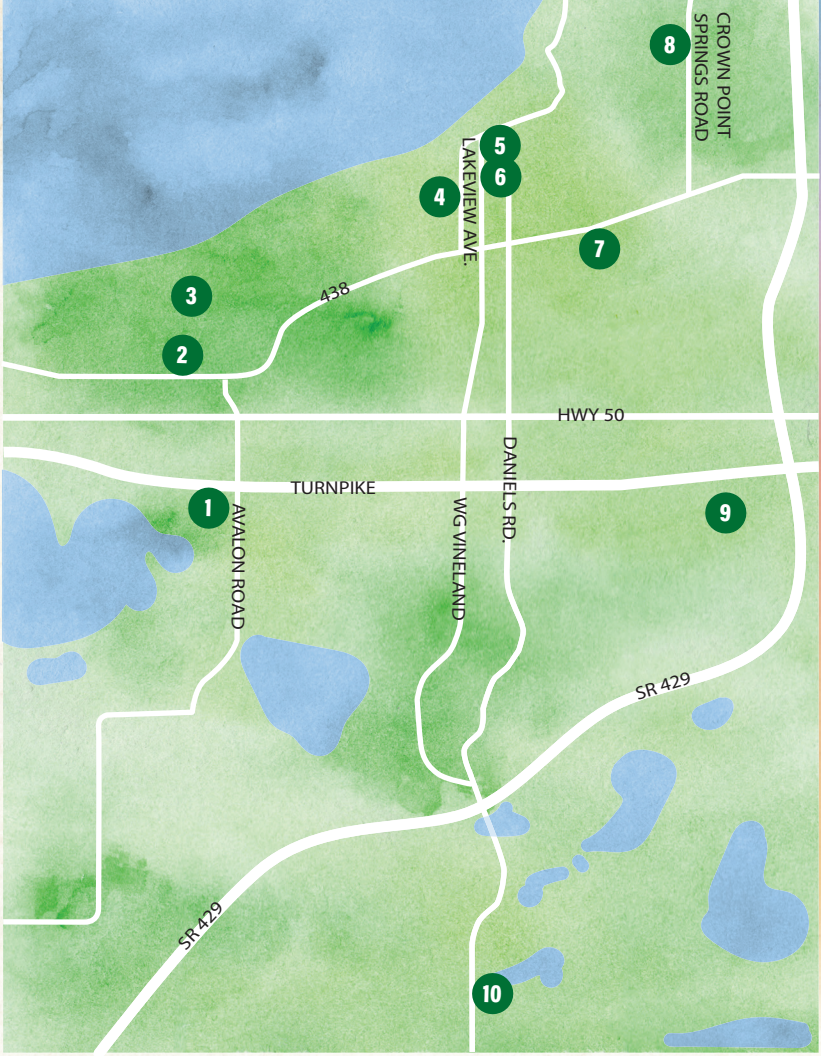 CROWN POINT
SPRINGS ROAD
8
5
LAKEVIEW AVE.
6
4
7
3
438
2
HWY 50
DANIELS RD.
TURNPIKE
1
AVALON ROAD
WG VINELAND
9
SR 429
SR 429
10